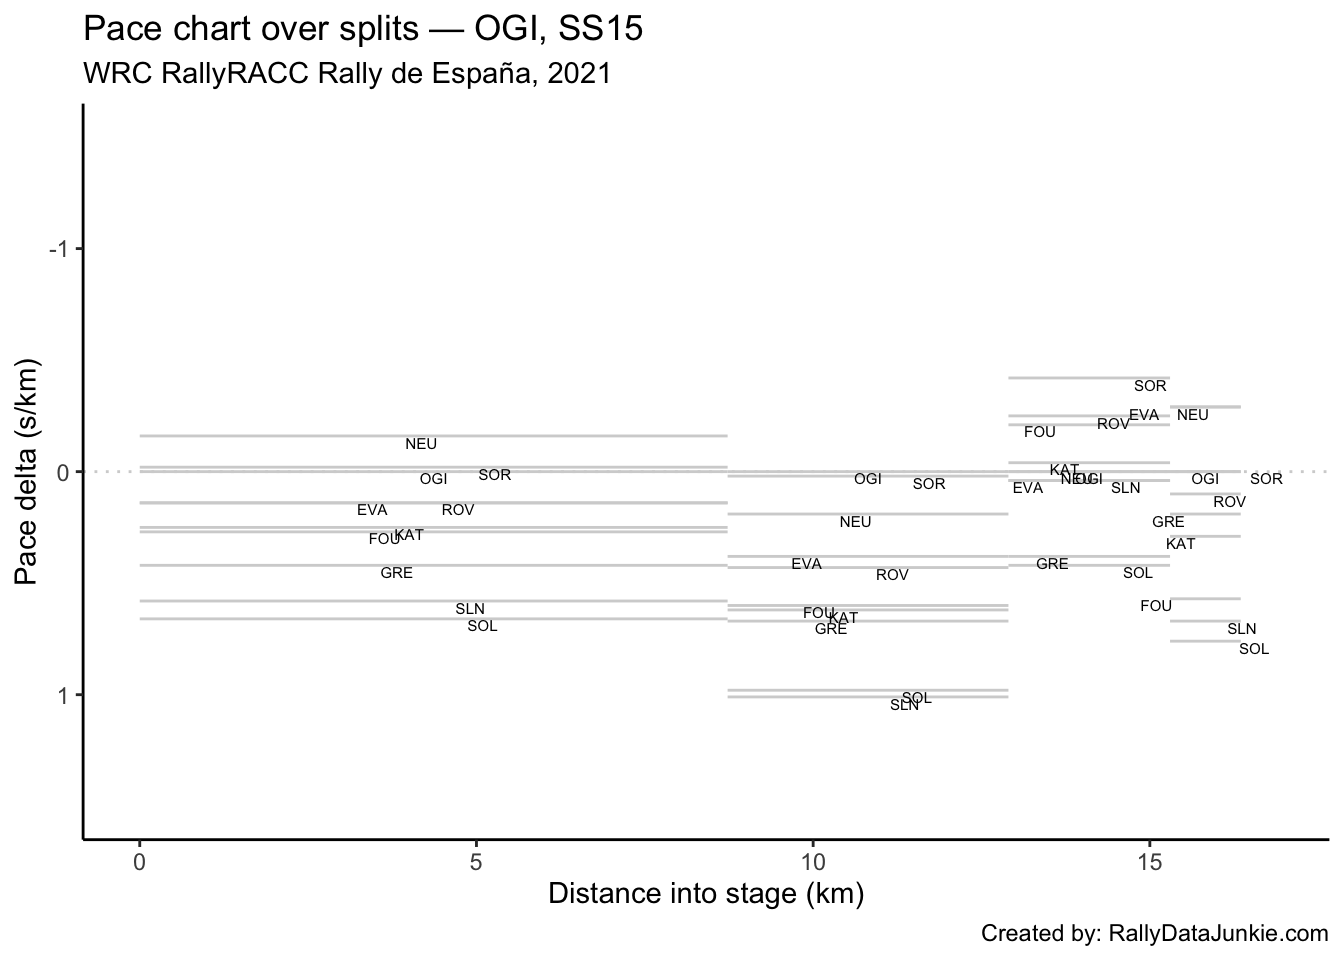 Pace chart over splits — OGI, SS15
WRC RallyRACC Rally de España, 2021
Pace delta (s/km)
-1
0
1
NEU
OGI
SOR
EVA
ROV
FOU
KAT
GRE
SLN
SOL
OGI
SOR
NEU
EVA
ROV
FOU
KAT
GRE
SOL
SLN
SOR
EVA
ROV
FOU
KAT
NEU
OGI
EVA
SLN
GRE
SOL
NEU
OGI
SOR
ROV
GRE
KAT
FOU
SLN
SOL
0
5
10
15
Distance into stage (km)
Created by: RallyDataJunkie.com